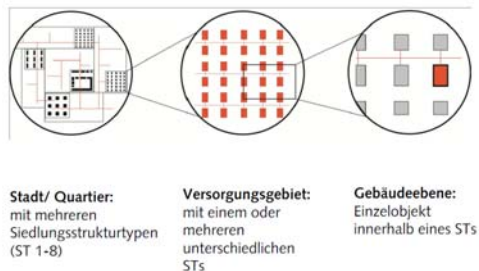 Stadt/ Quartier:
mit mehreren
Siedlungsstrukturtypen
(ST 1-8)
Versorgungsgebiet:
mit einem oder
mehreren
unterschiedlichen
STs
Gebäudeebene:
Einzelobjekt
innerhalb eines STs